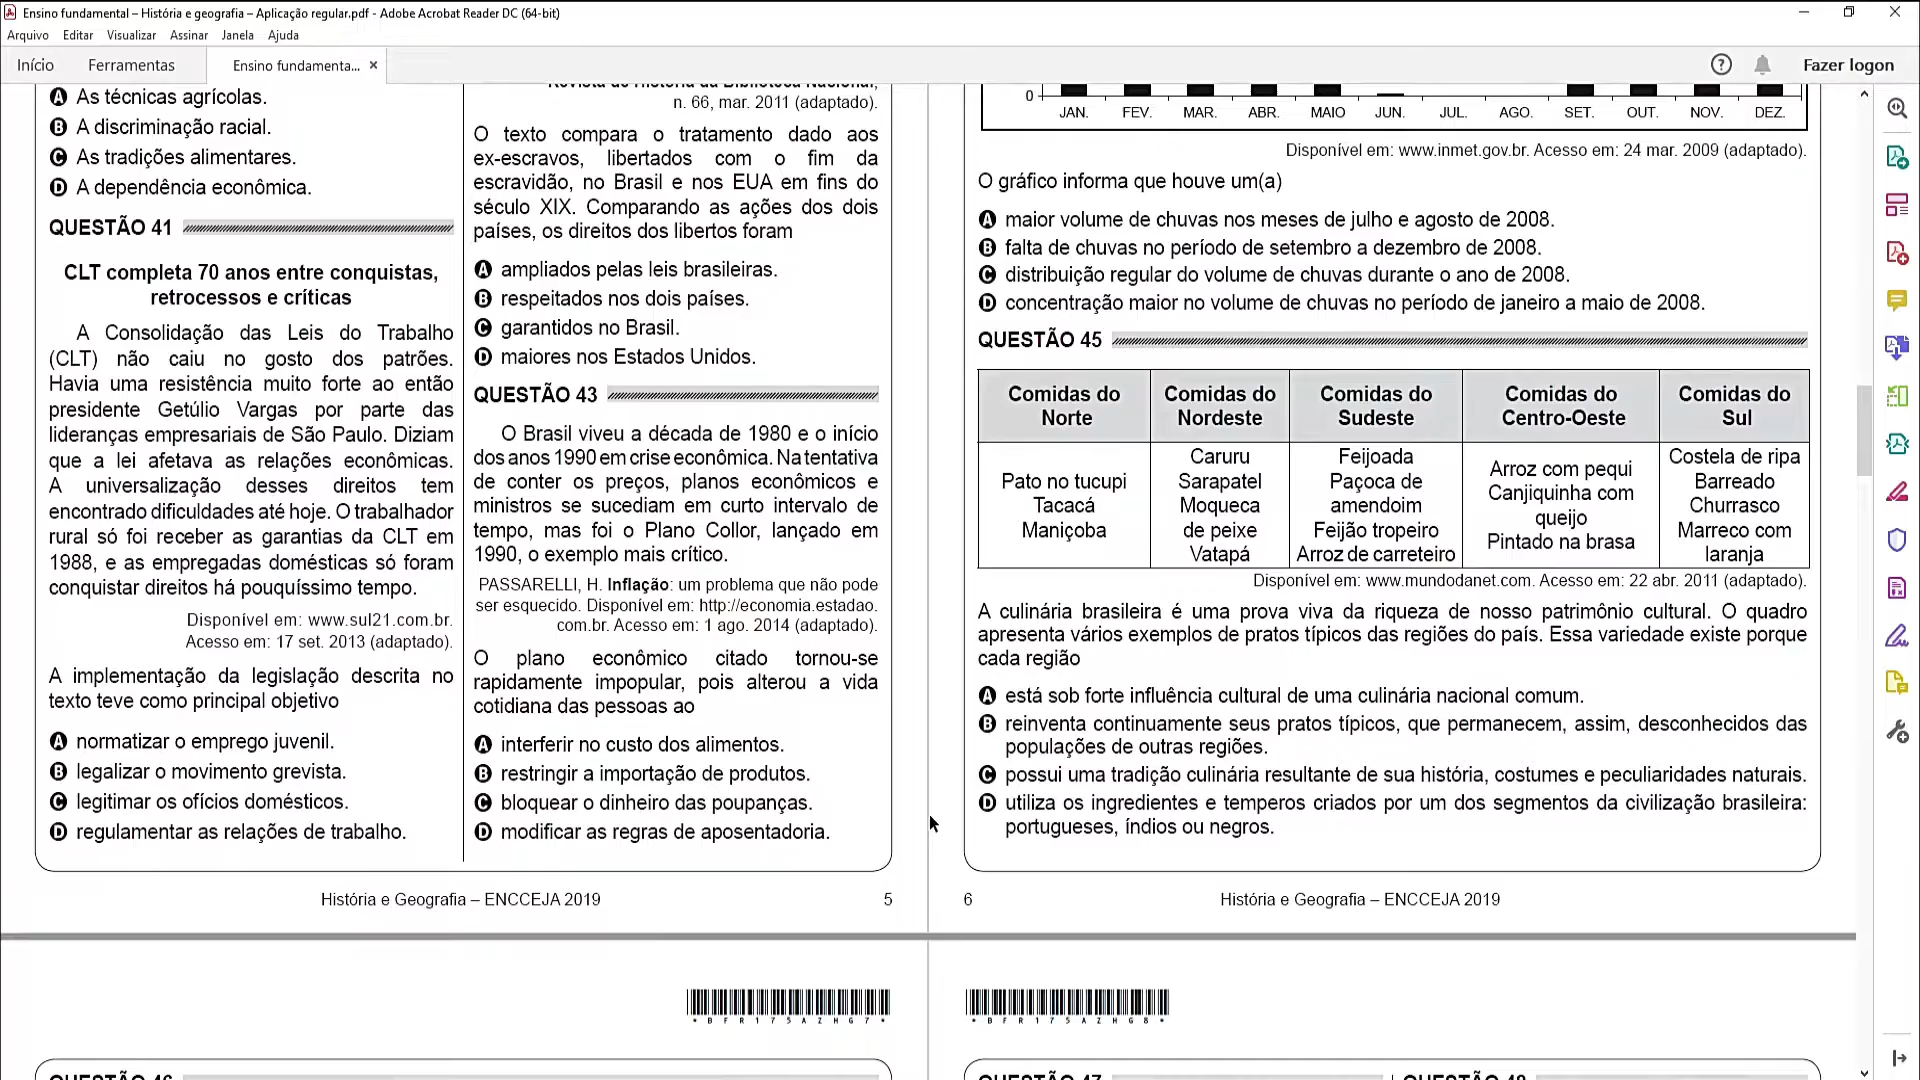 Ensino fundamental – História e geografia – Aplicação regular.pdf - Adobe Acrobat Reader DC (64-bit)
Arquivo Editar Visualizar Assinar Janela Ajuda
Início Ferramentas Ensino fundamenta... × Fazer logon
A As técnicas agrícolas.
B A discriminação racial.
C As tradições alimentares.
D A dependência econômica.
QUESTÃO 41
CLT completa 70 anos entre conquistas,
retrocessos e críticas
A Consolidação das Leis do Trabalho
(CLT) não caiu no gosto dos patrões.
Havia uma resistência muito forte ao então
presidente Getúlio Vargas por parte das
lideranças empresariais de São Paulo. Diziam
que a lei afetava as relações econômicas.
A universalização desses direitos tem
encontrado dificuldades até hoje. O trabalhador
rural só foi receber as garantias da CLT em
1988, e as empregadas domésticas só foram
conquistar direitos há pouquíssimo tempo.
Disponível em: www.sul21.com.br.
Acesso em: 17 set. 2013 (adaptado).
A implementação da legislação descrita no
texto teve como principal objetivo
A normatizar o emprego juvenil.
B legalizar o movimento grevista.
C legitimar os ofícios domésticos.
D regulamentar as relações de trabalho.
Revista de História da Biblioteca Nacional,
n. 66, mar. 2011 (adaptado).
O texto compara o tratamento dado aos
ex-escravos, libertados com o fim da
escravidão, no Brasil e nos EUA em fins do
século XIX. Comparando as ações dos dois
países, os direitos dos libertos foram
A ampliados pelas leis brasileiras.
B respeitados nos dois países.
C garantidos no Brasil.
D maiores nos Estados Unidos.
QUESTÃO 43
O Brasil viveu a década de 1980 e o início
dos anos 1990 em crise econômica. Na tentativa
de conter os preços, planos econômicos e
ministros se sucediam em curto intervalo de
tempo, mas foi o Plano Collor, lançado em
1990, o exemplo mais crítico.
PASSARELLI, H. Inflação: um problema que não pode
ser esquecido. Disponível em: http://economia.estadao.
com.br. Acesso em: 1 ago. 2014 (adaptado).
O plano econômico citado tornou-se
rapidamente impopular, pois alterou a vida
cotidiana das pessoas ao
A interferir no custo dos alimentos.
B restringir a importação de produtos.
C bloquear o dinheiro das poupanças.
D modificar as regras de aposentadoria.
História e Geografia – ENCCEJA 2019 5
0
JAN. FEV. MAR. ABR. MAIO JUN. JUL. AGO. SET. OUT. NOV. DEZ.
Disponível em: www.inmet.gov.br. Acesso em: 24 mar. 2009 (adaptado).
O gráfico informa que houve um(a)
A maior volume de chuvas nos meses de julho e agosto de 2008.
B falta de chuvas no período de setembro a dezembro de 2008.
C distribuição regular do volume de chuvas durante o ano de 2008.
D concentração maior no volume de chuvas no período de janeiro a maio de 2008.
QUESTÃO 45
Comidas do
Norte
Comidas do
Nordeste
Comidas do
Sudeste
Comidas do
Centro-Oeste
Comidas do
Sul
Pato no tucupi
Tacacá
Maniçoba
Caruru
Sarapatel
Moqueca
de peixe
Vatapá
Feijoada
Paçoca de
amendoim
Feijão tropeiro
Arroz de carreteiro
Arroz com pequi
Canjiquinha com
queijo
Pintado na brasa
Costela de ripa
Barreado
Churrasco
Marreco com
laranja
Disponível em: www.mundodanet.com. Acesso em: 22 abr. 2011 (adaptado).
A culinária brasileira é uma prova viva da riqueza de nosso patrimônio cultural. O quadro
apresenta vários exemplos de pratos típicos das regiões do país. Essa variedade existe porque
cada região
A está sob forte influência cultural de uma culinária nacional comum.
B reinventa continuamente seus pratos típicos, que permanecem, assim, desconhecidos das
populações de outras regiões.
C possui uma tradição culinária resultante de sua história, costumes e peculiaridades naturais.
D utiliza os ingredientes e temperos criados por um dos segmentos da civilização brasileira:
portugueses, índios ou negros.
6 História e Geografia – ENCCEJA 2019
*BFR175AZHG7*
*BFR175AZHG8*
QUESTÃO 46
QUESTÃO 47
QUESTÃO 48